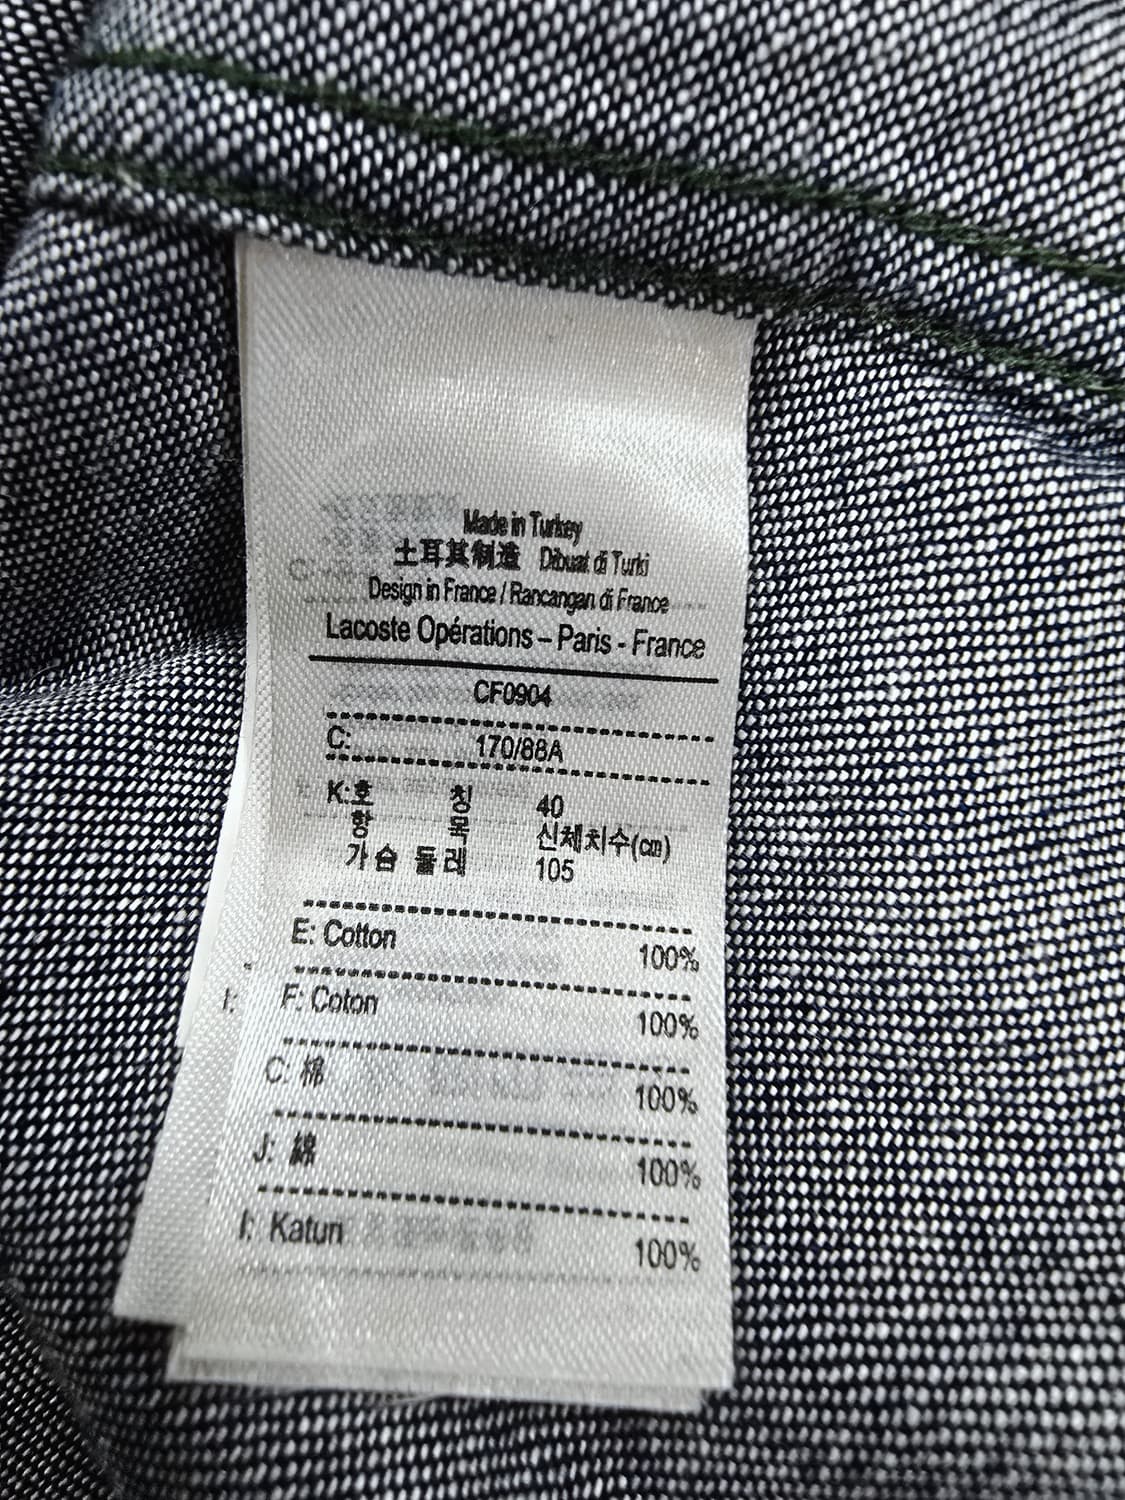 Made in Turkey
土耳其制造 Dibuat di Turki
Design in France / Rancangan di France
Lacoste Opérations – Paris - France
CF0904
C: 170/88A
K:호 칭 40
항 목 신체치수(cm)
가슴 둘레 105
E: Cotton 100%
F: Coton 100%
C: 棉 100%
J: 綿 100%
I: Katun 100%
I: